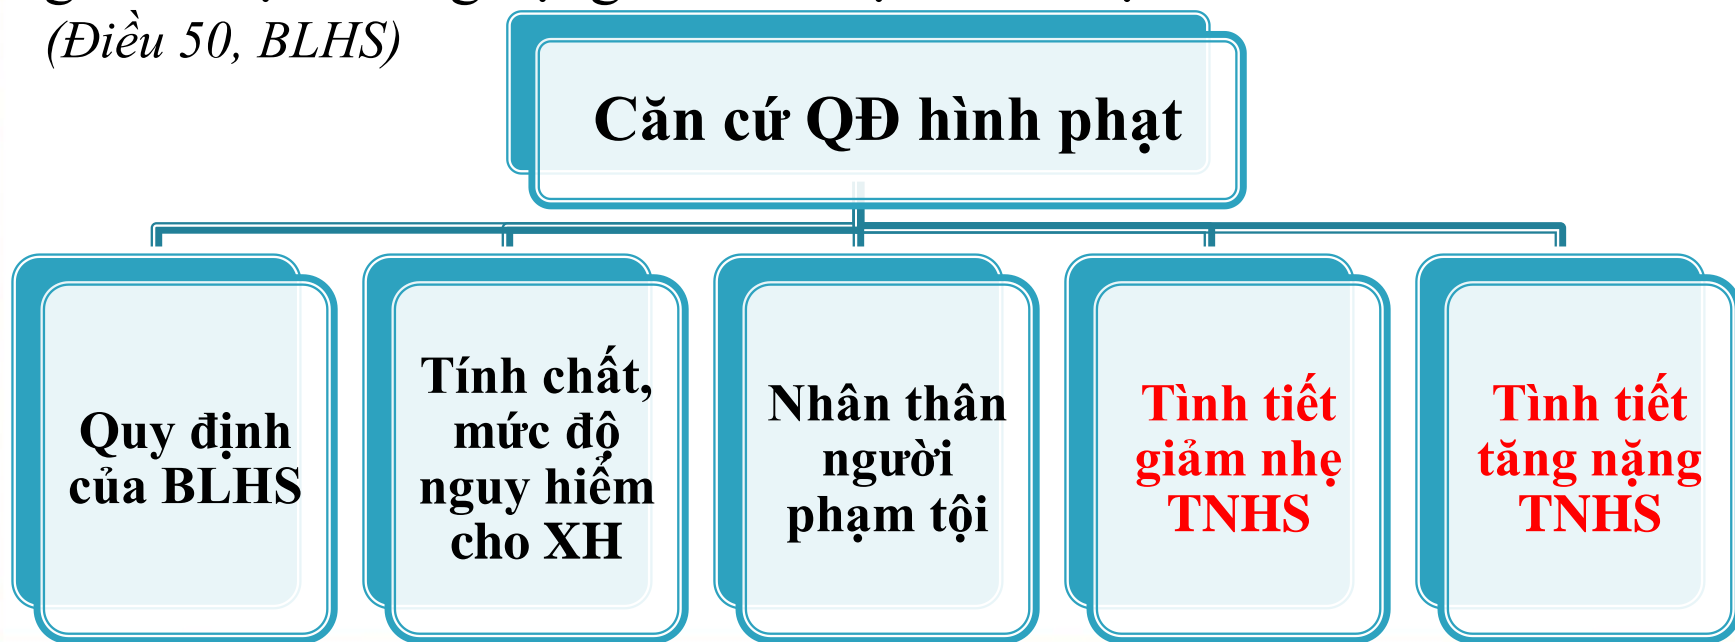 (Điều 50, BLHS)
Căn cứ QĐ hình phạt
Quy định
của BLHS
Tính chất,
mức độ
nguy hiểm
cho XH
Nhân thân
người
phạm tội
Tình tiết
giảm nhẹ
TNHS
Tình tiết
tăng nặng
TNHS